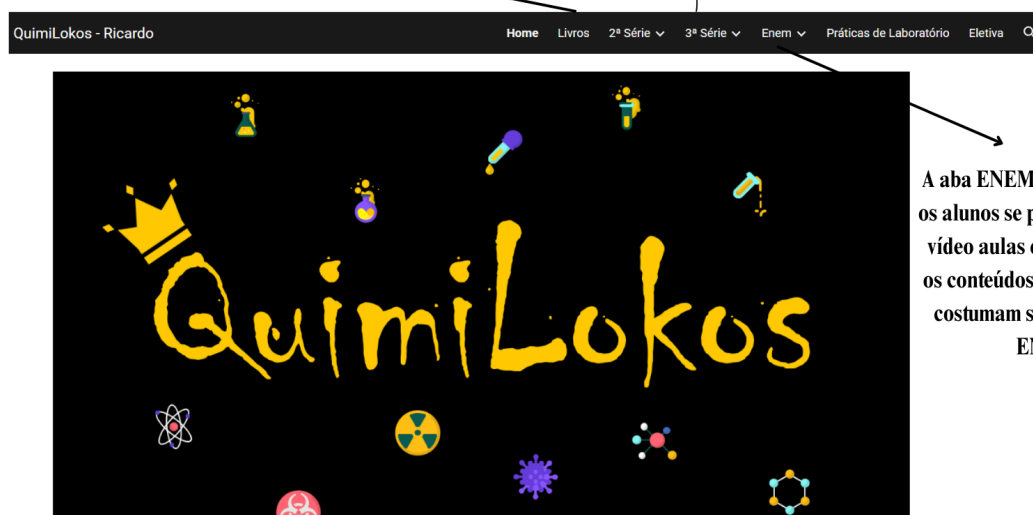 QuimiLokos - Ricardo
Home Livros 2ª Série 3ª Série Enem Práticas de Laboratório Eletiva
QuimiLokos
A aba ENEM
os alunos se
vídeo aulas
os conteúdos
costumam